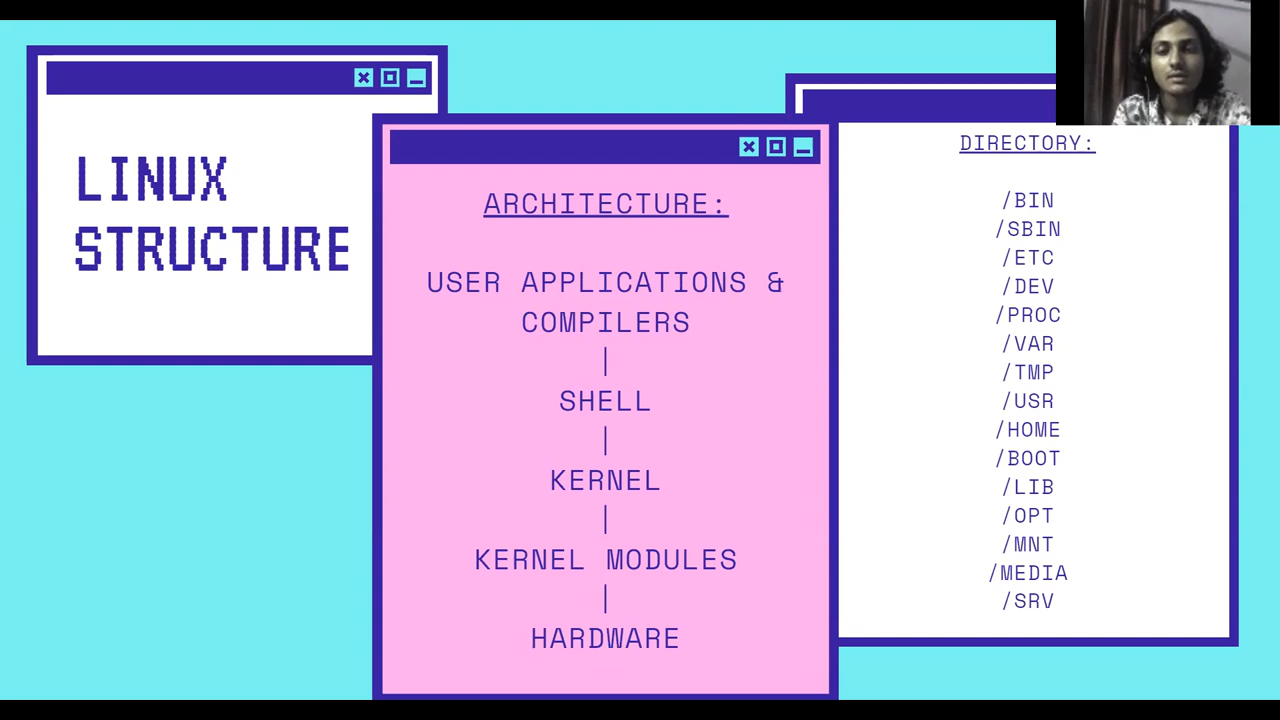 LINUX
STRUCTURE
ARCHITECTURE:
USER APPLICATIONS &
COMPILERS
|
SHELL
|
KERNEL
|
KERNEL MODULES
|
HARDWARE
DIRECTORY:
/BIN
/SBIN
/ETC
/DEV
/PROC
/VAR
/TMP
/USR
/HOME
/BOOT
/LIB
/OPT
/MNT
/MEDIA
/SRV